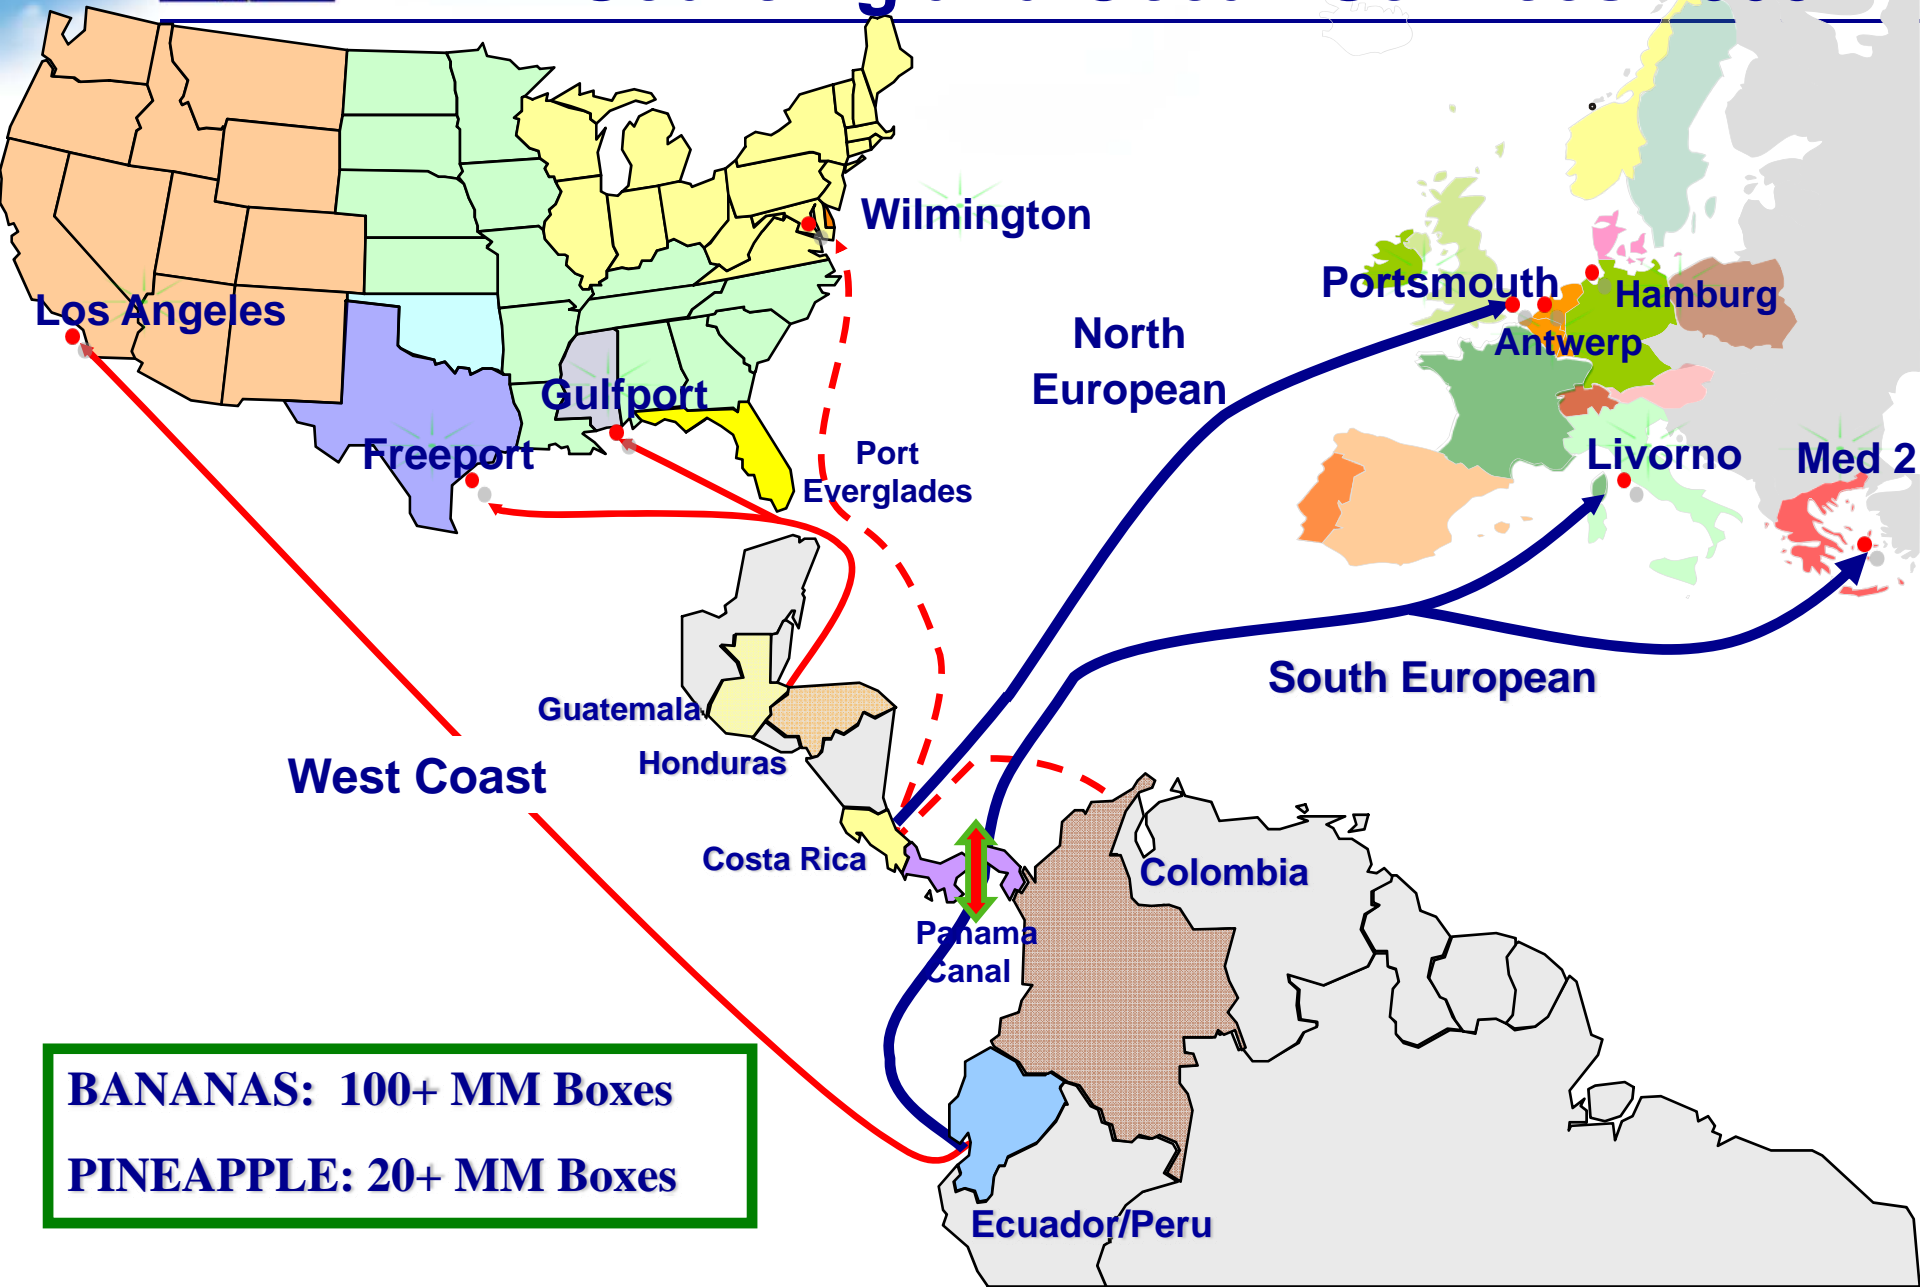 Wilmington
Portsmouth
Hamburg
Los Angeles
North
European
Antwerp
Gulfport
Freeport
Port
Everglades
Livorno
Med 2
South European
Guatemala
Honduras
West Coast
Costa Rica
Colombia
Panama
Canal
BANANAS: 100+ MM Boxes
PINEAPPLE: 20+ MM Boxes
Ecuador/Peru